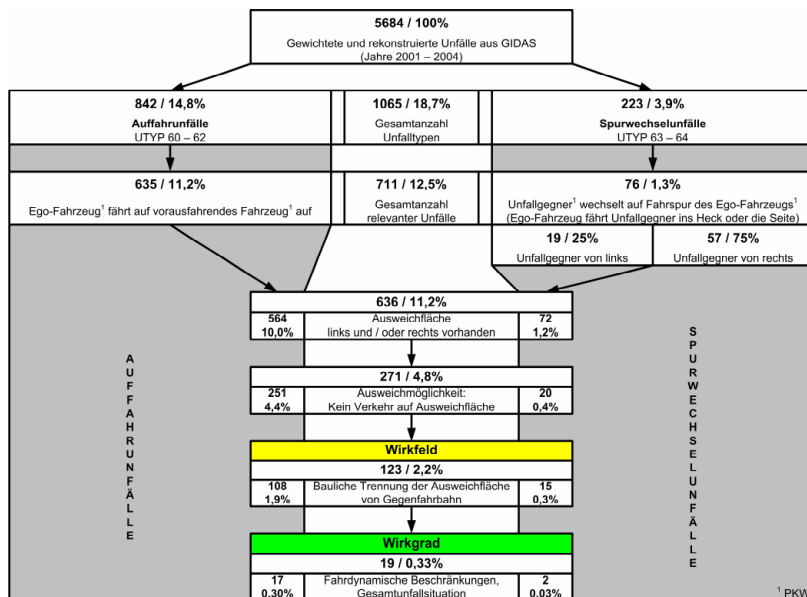 5684 / 100%
Gewichtete und rekonstruierte Unfälle aus GIDAS
(Jahre 2001 – 2004)
842 / 14,8%
Auffahrunfälle
UTYP 60 – 62
1065 / 18,7%
Gesamtanzahl
Unfalltypen
223 / 3,9%
Spurwechselunfälle
UTYP 63 – 64
635 / 11,2%
Ego-Fahrzeug¹ fährt auf vorausfahrendes Fahrzeug¹ auf
711 / 12,5%
Gesamtanzahl
relevanter Unfälle
76 / 1,3%
Unfallgegner¹ wechselt auf Fahrspur des Ego-Fahrzeugs¹
(Ego-Fahrzeug fährt Unfallgegner ins Heck oder die Seite)
19 / 25%
Unfallgegner von links
57 / 75%
Unfallgegner von rechts
636 / 11,2%
564
10,0%
Ausweichfläche
links und / oder rechts vorhanden
72
1,2%
271 / 4,8%
251
4,4%
Ausweichmöglichkeit:
Kein Verkehr auf Ausweichfläche
20
0,4%
Wirkfeld
123 / 2,2%
108
1,9%
Bauliche Trennung der Ausweichfläche
von Gegenfahrbahn
15
0,3%
Wirkgrad
19 / 0,33%
17
0,30%
Fahrdynamische Beschränkungen,
Gesamtunfallsituation
2
0,03%
AUFFAHRUNFÄLLE
SPURWECHSELUNFÄLLE
¹ PKW